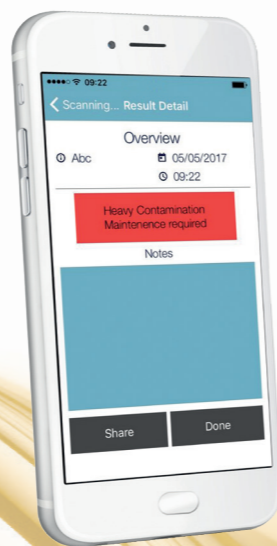 09:22
Scanning... Result Detail
Overview
Abc 05/05/2017
09:22
Heavy Contamination
Maintenence required
Notes
Share Done